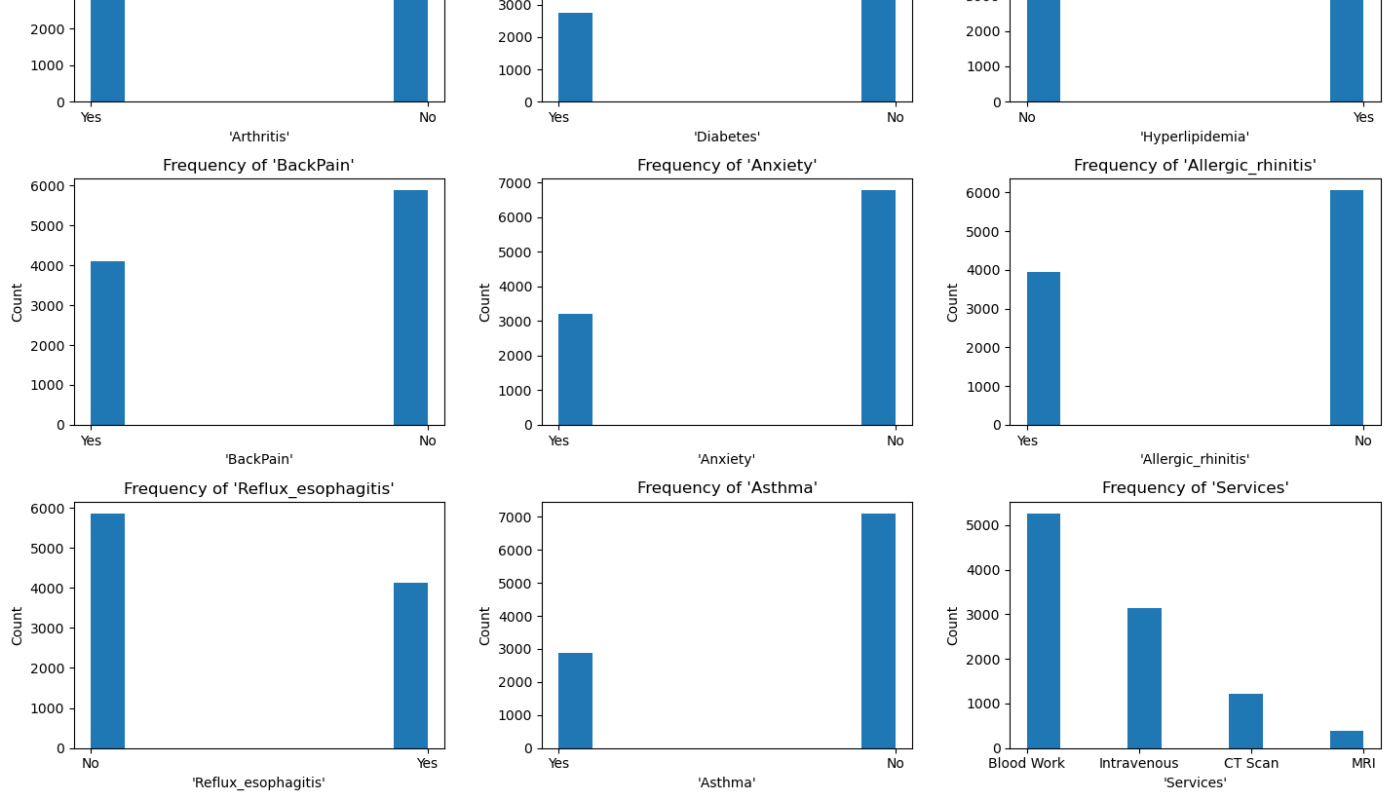 2000
1000
0
Yes
No
'Arthritis'
3000
2000
1000
0
Yes
No
'Diabetes'
3000
2000
1000
0
No
Yes
'Hyperlipidemia'
Frequency of 'BackPain'
6000
5000
4000
3000
2000
1000
0
Count
Yes
No
'BackPain'
Frequency of 'Anxiety'
7000
6000
5000
4000
3000
2000
1000
0
Count
Yes
No
'Anxiety'
Frequency of 'Allergic_rhinitis'
6000
5000
4000
3000
2000
1000
0
Count
Yes
No
'Allergic_rhinitis'
Frequency of 'Reflux_esophagitis'
6000
5000
4000
3000
2000
1000
0
Count
No
Yes
'Reflux_esophagitis'
Frequency of 'Asthma'
7000
6000
5000
4000
3000
2000
1000
0
Count
Yes
No
'Asthma'
Frequency of 'Services'
5000
4000
3000
2000
1000
0
Count
Blood Work
Intravenous
CT Scan
MRI
'Services'